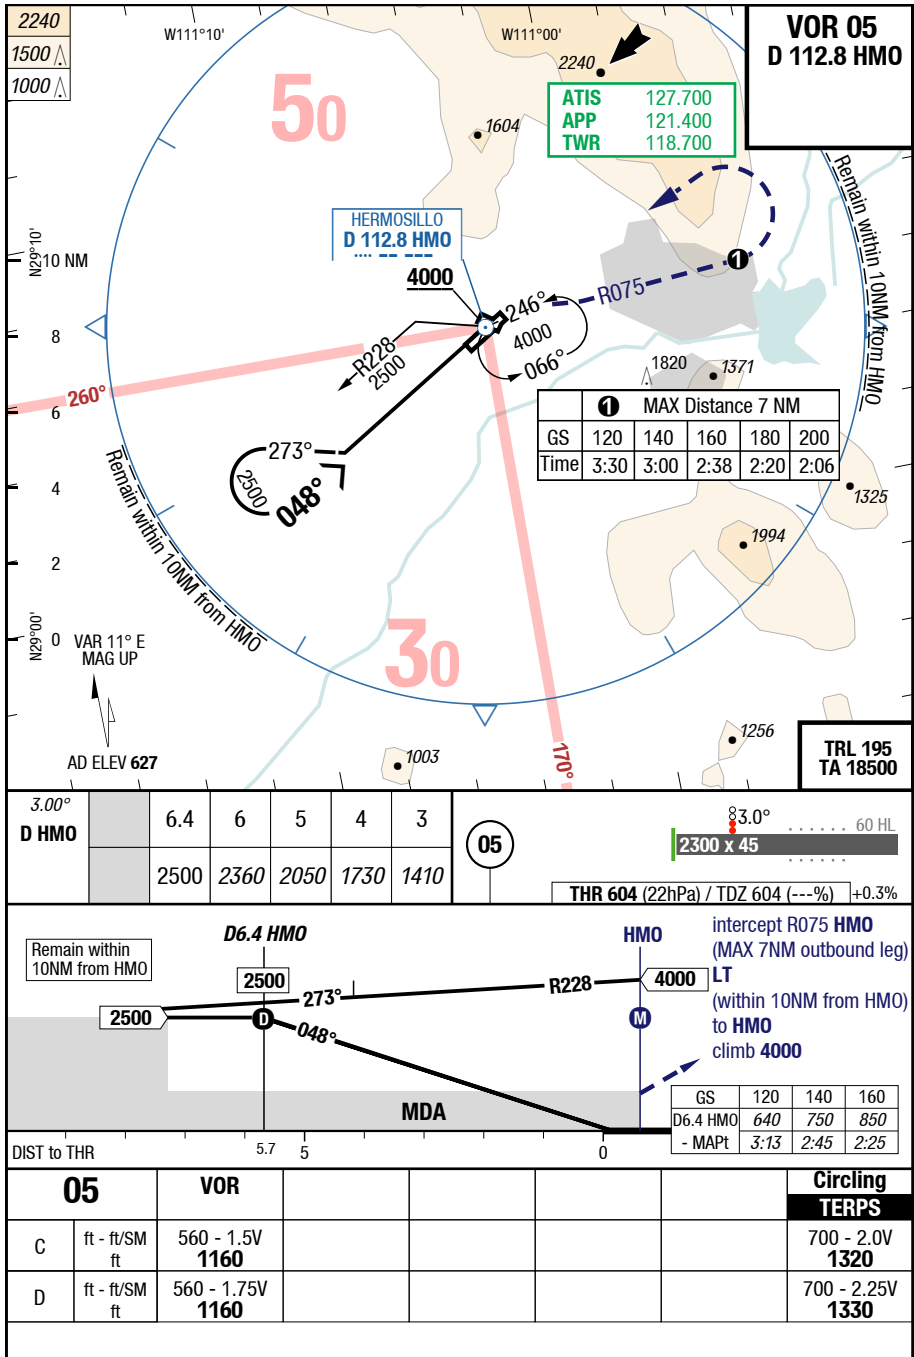 2240
1500
1000
W111°10'
W111°00'
VOR 05
D 112.8 HMO
50
2240
1604
ATIS 127.700
APP 121.400
TWR 118.700
Remain within 10NM from HMO
HERMOSILLO
D 112.8 HMO
N29°10'
10 NM
4000
1
R075
246°
4000
066°
8
R228
2500
1820
1371
260°
6
1 MAX Distance 7 NM
GS 120 140 160 180 200
Time 3:30 3:00 2:38 2:20 2:06
273°
2500
048°
4
1325
Remain within 10NM from HMO
2
1994
N29°00'
0
VAR 11° E
MAG UP
30
AD ELEV 627
1003
170°
1256
TRL 195
TA 18500
3.00°
D HMO
6.4 6 5 4 3
2500 2360 2050 1730 1410
05
3.0°
60 HL
2300 x 45
THR 604 (22hPa) / TDZ 604 (---%) +0.3%
Remain within
10NM from HMO
D6.4 HMO
HMO
intercept R075 HMO
(MAX 7NM outbound leg)
LT
(within 10NM from HMO)
to HMO
climb 4000
2500
273°
R228
4000
2500
D
048°
M
MDA
GS 120 140 160
D6.4 HMO 640 750 850
- MAPt 3:13 2:45 2:25
DIST to THR
5.7
5
0
05 VOR Circling
TERPS
C ft - ft/SM 560 - 1.5V 700 - 2.0V
ft 1160 1320
D ft - ft/SM 560 - 1.75V 700 - 2.25V
ft 1160 1330